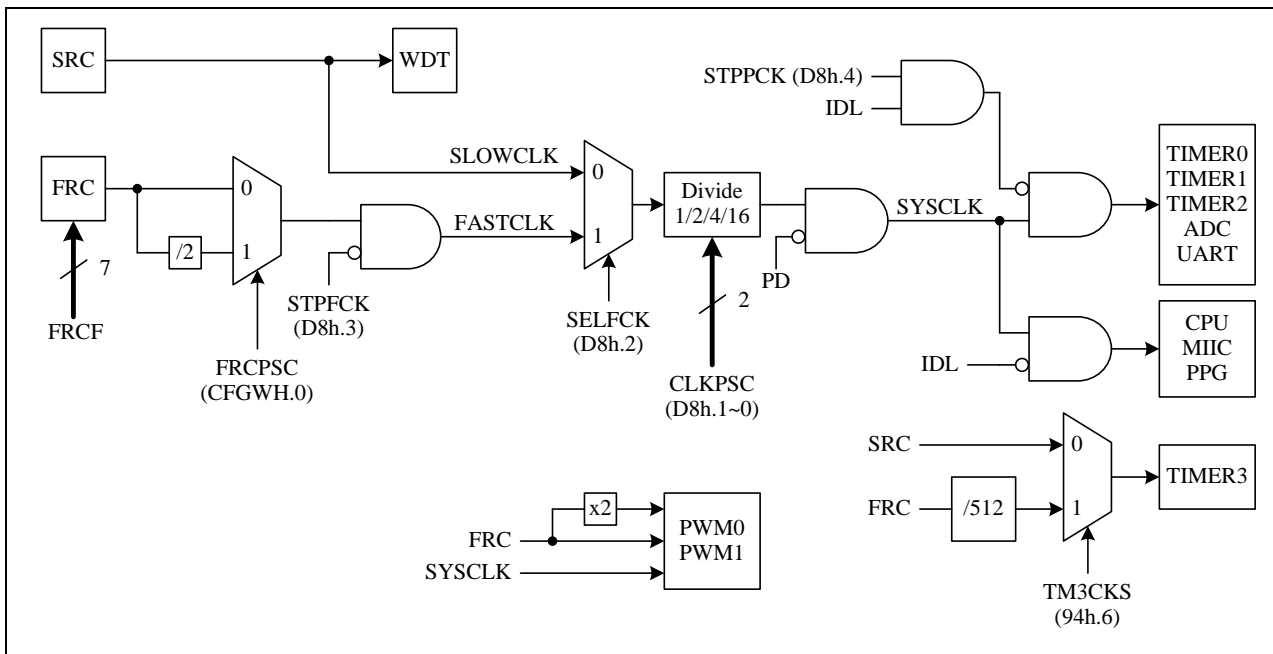 SRC
WDT
STPPCK (D8h.4)
IDL
FRC
0
/2
1
7
FRCF
FRCPSC
(CFGWH.0)
STPFCK
(D8h.3)
FASTCLK
SLOWCLK
0
1
SELFCK
(D8h.2)
Divide
1/2/4/16
2
CLKPSC
(D8h.1~0)
PD
SYSCLK
TIMER0
TIMER1
TIMER2
ADC
UART
IDL
CPU
MIIC
PPG
SRC
FRC
/512
0
1
TIMER3
TM3CKS
(94h.6)
FRC
SYSCLK
x2
PWM0
PWM1